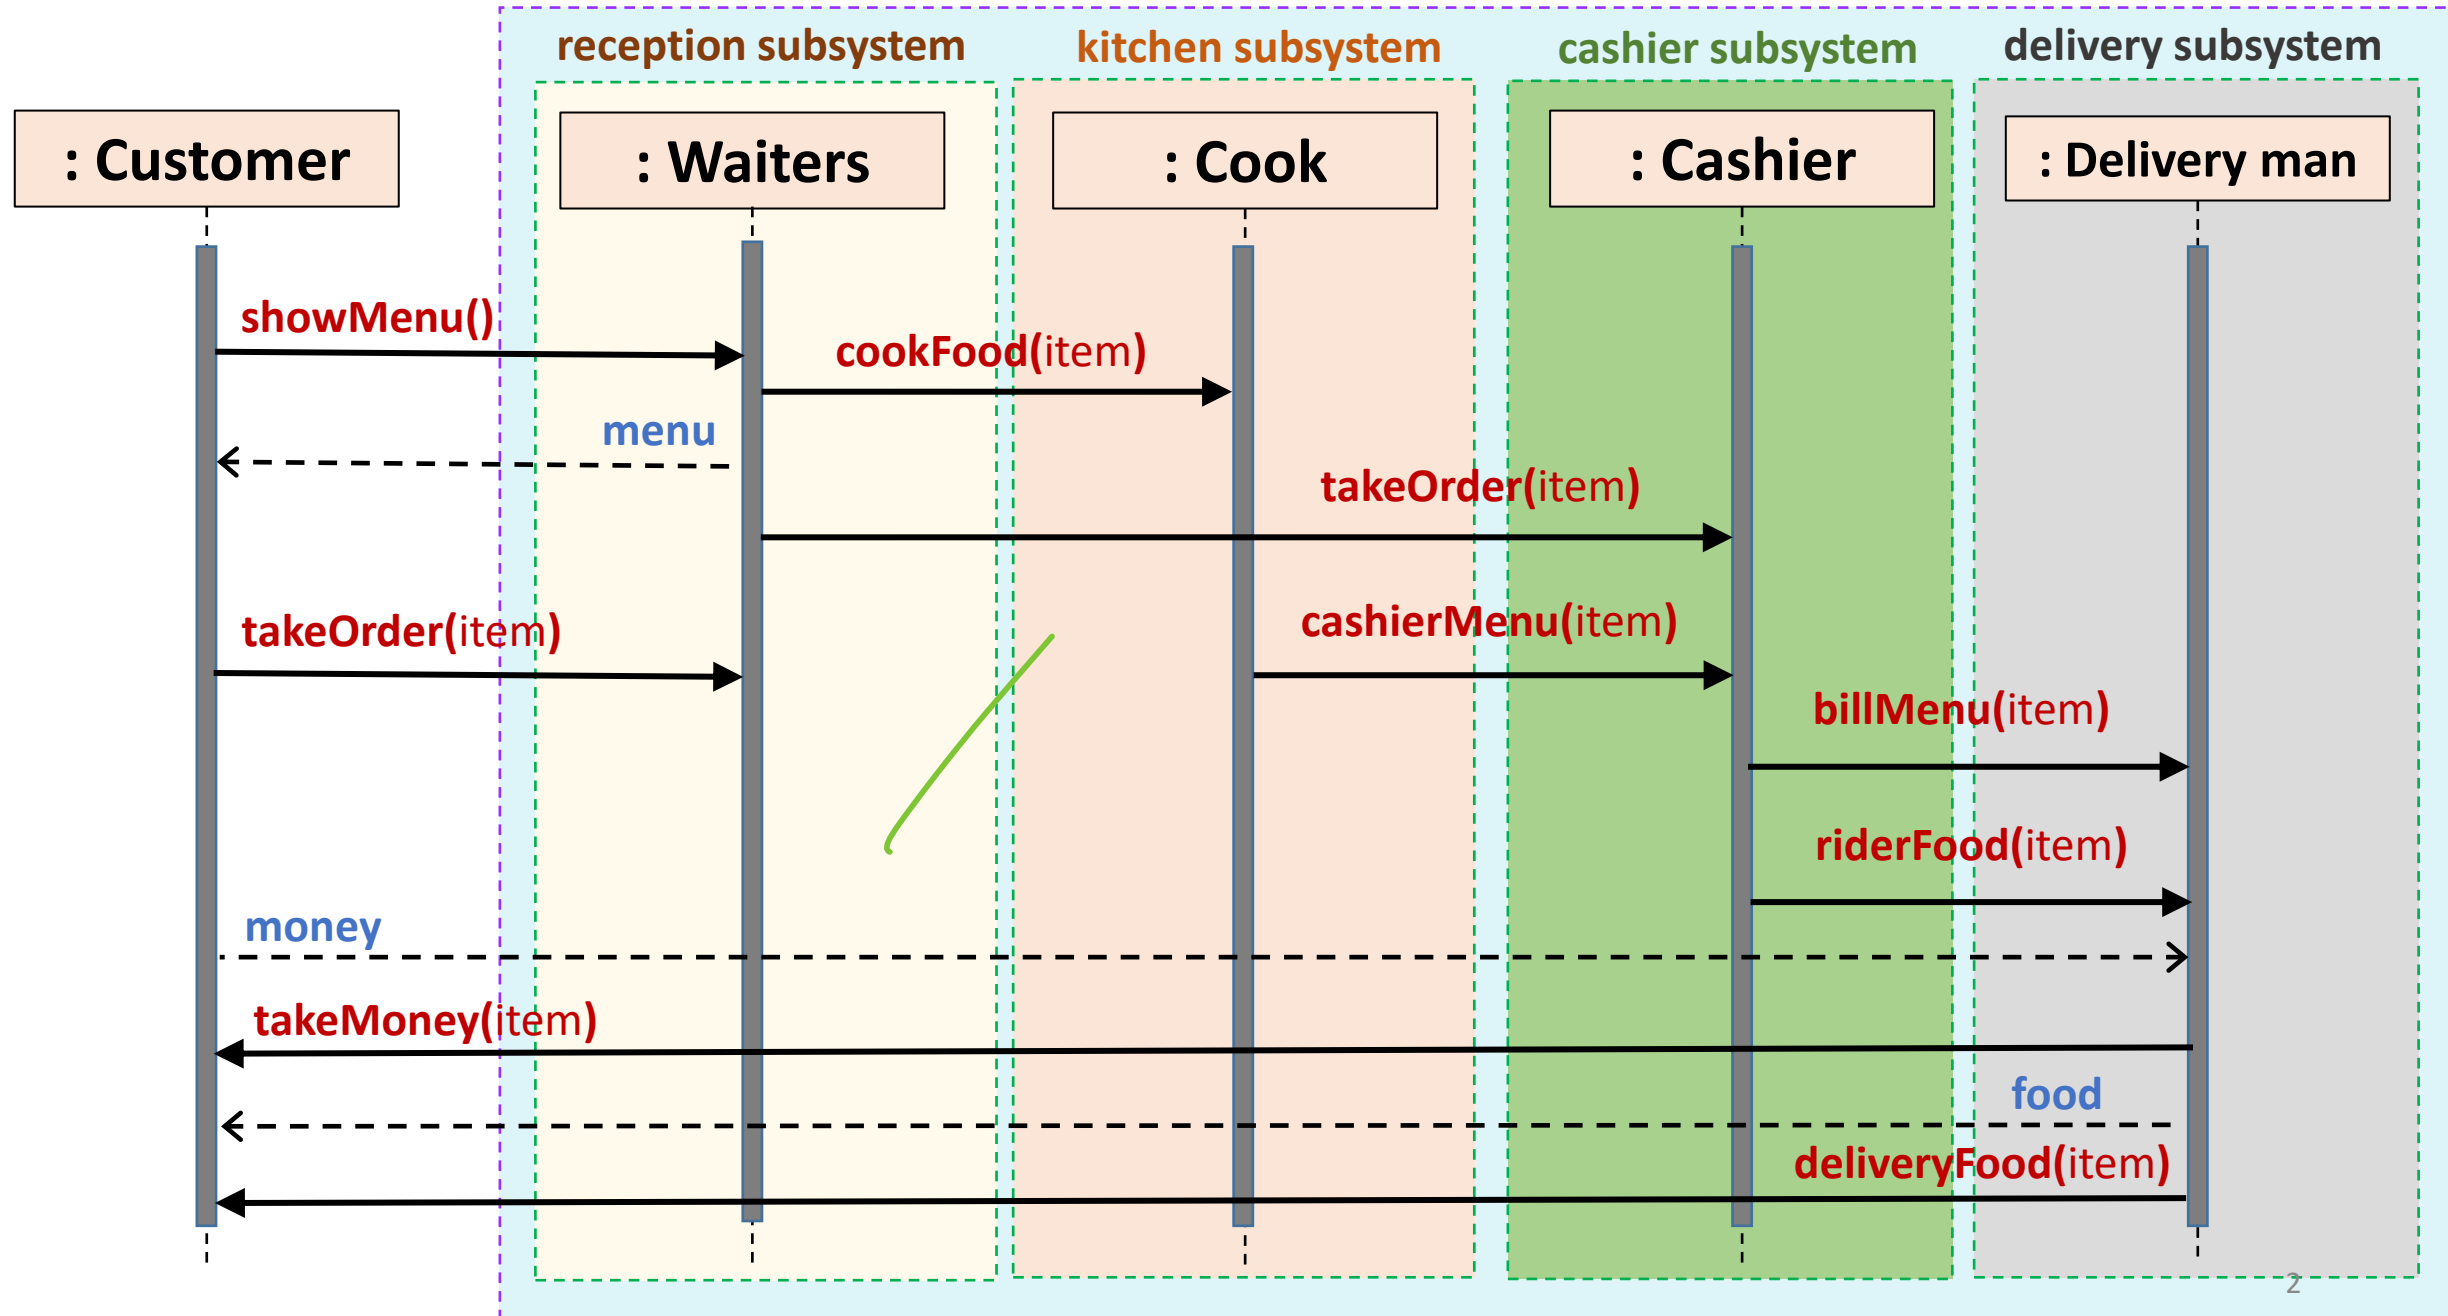 reception subsystem
kitchen subsystem
cashier subsystem
delivery subsystem
: Customer
: Waiters
: Cook
: Cashier
: Delivery man
showMenu()
cookFood(item)
menu
takeOrder(item)
takeOrder(item)
cashierMenu(item)
billMenu(item)
riderFood(item)
money
takeMoney(item)
food
deliveryFood(item)
2